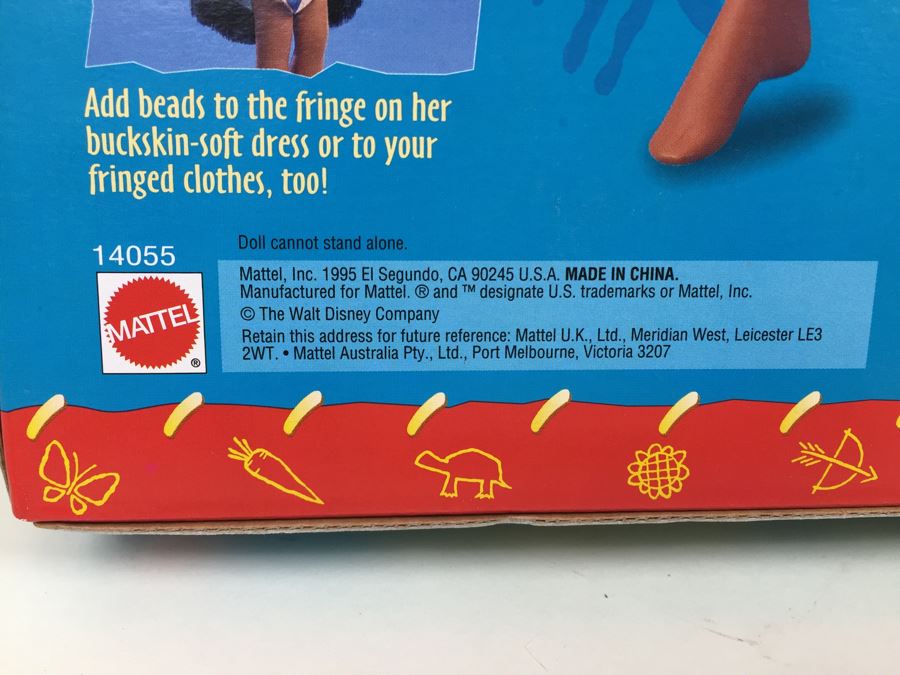 Add beads to the fringe on her
buckskin-soft dress or to your
fringed clothes, too!
Doll cannot stand alone.
14055
MATTEL
®
Mattel, Inc. 1995 El Segundo, CA 90245 U.S.A. MADE IN CHINA.
Manufactured for Mattel. ® and ™ designate U.S. trademarks or Mattel, Inc.
© The Walt Disney Company
Retain this address for future reference: Mattel U.K., Ltd., Meridian West, Leicester LE3
2WT. • Mattel Australia Pty., Ltd., Port Melbourne, Victoria 3207